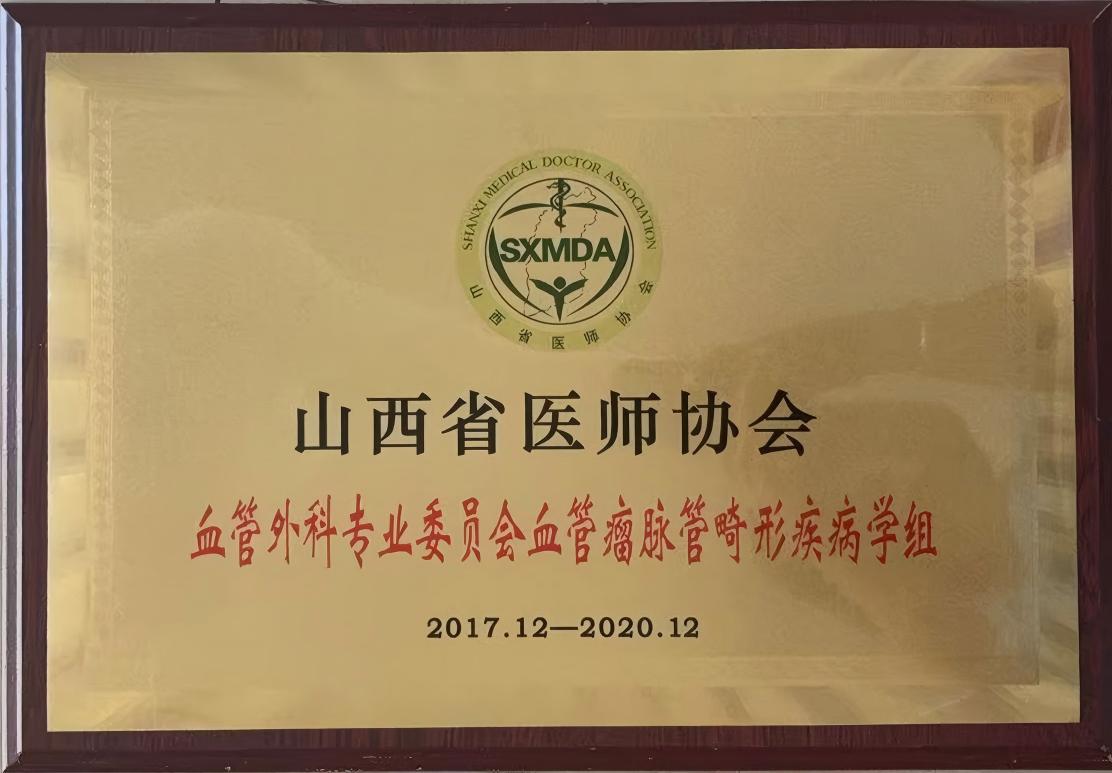 SHANXI MEDICAL DOCTOR ASSOCIATION
SXMDA
山西省医师协会
山西省医师协会
血管外科专业委员会血管瘤脉管畸形疾病学组
2017.12—2020.12